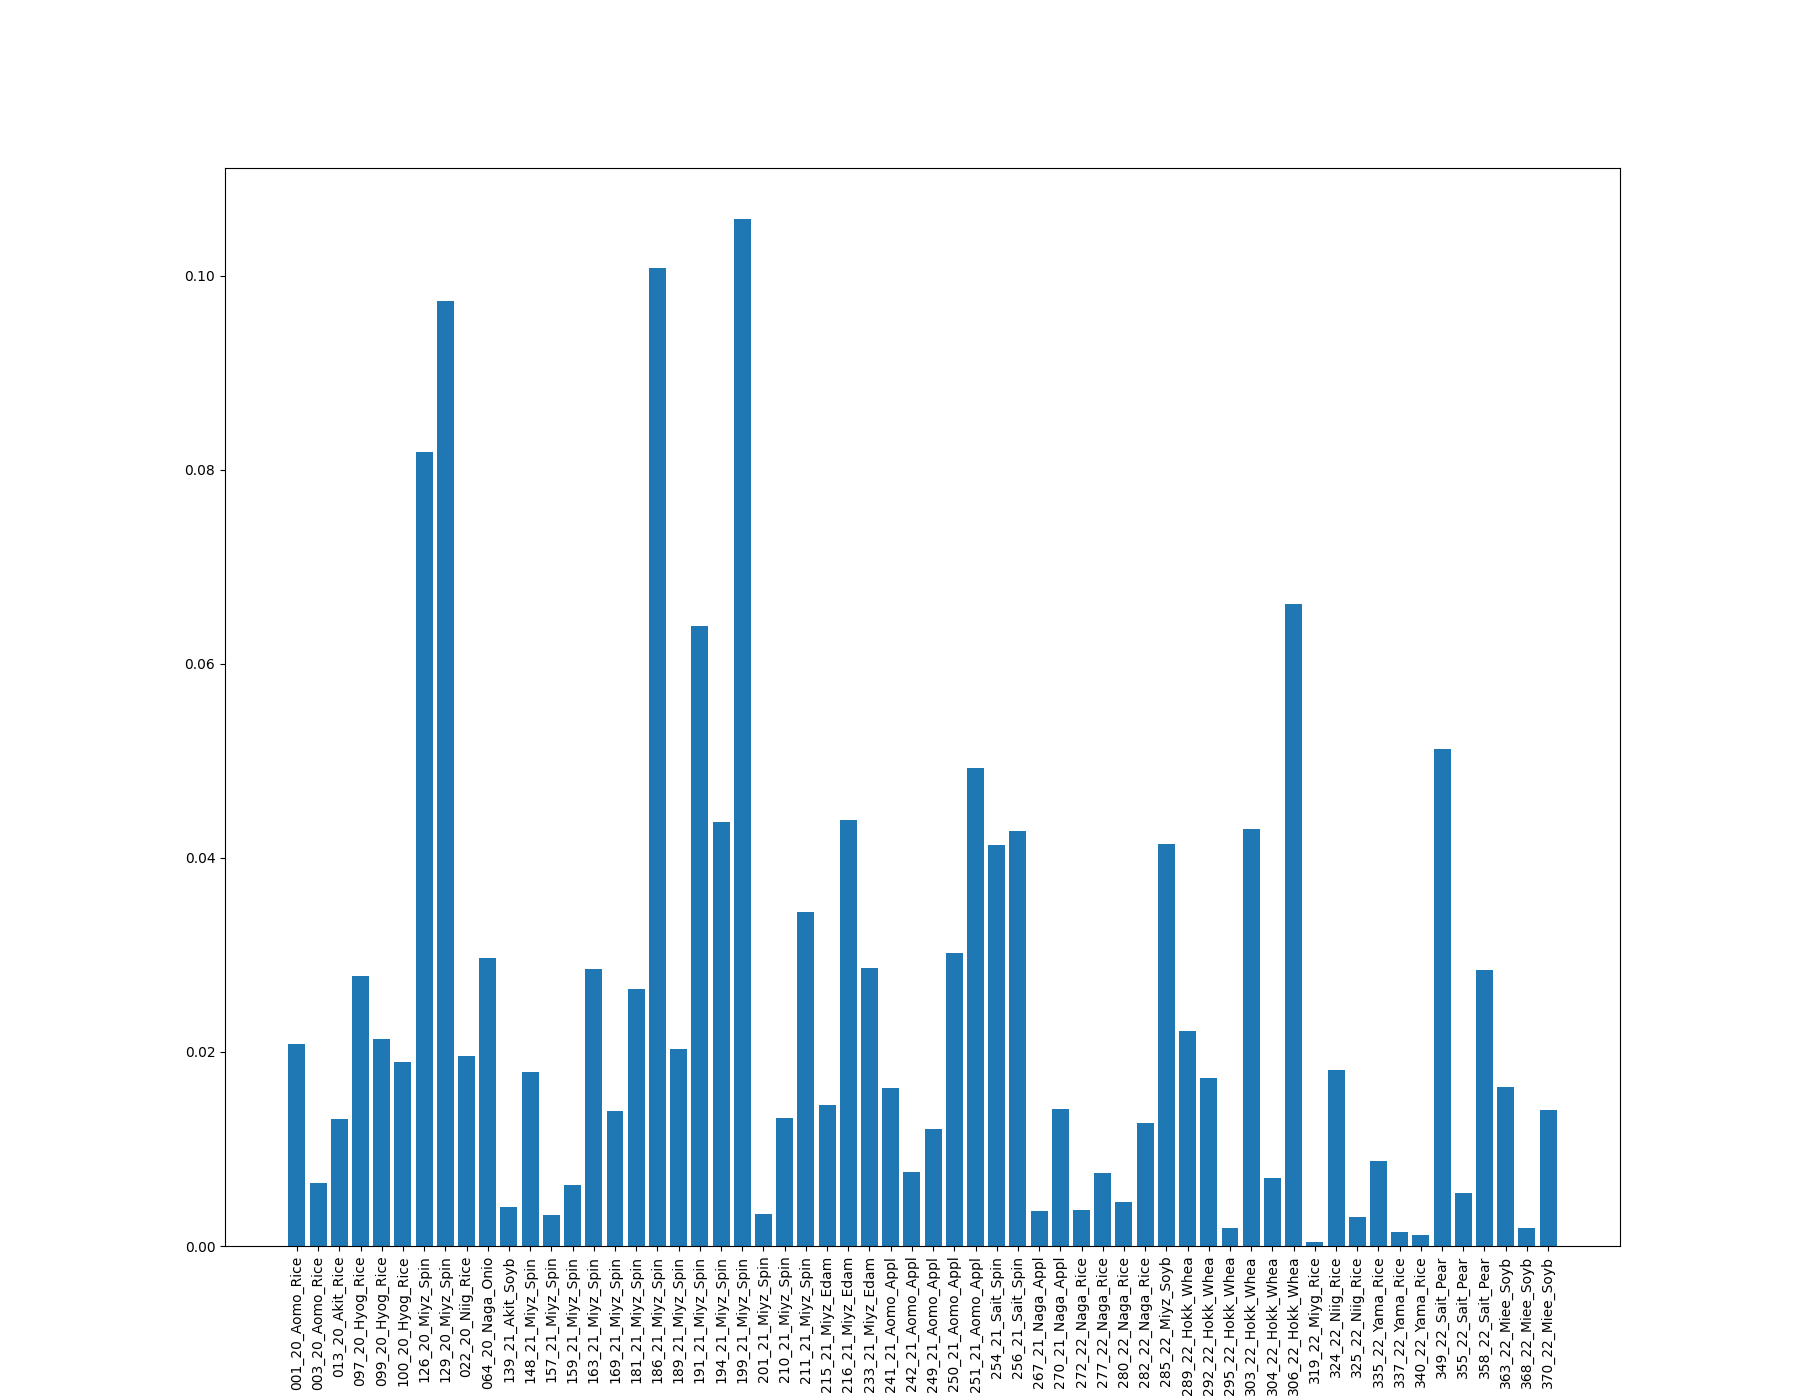 0.10
0.08
0.06
0.04
0.02
0.00
001_20_Aomo_Rice
003_20_Aomo_Rice
013_20_Akit_Rice
097_20_Hyog_Rice
099_20_Hyog_Rice
100_20_Hyog_Rice
126_20_Miyz_Spin
129_20_Miyz_Spin
022_20_Niig_Rice
064_20_Naga_Onio
139_21_Akit_Soyb
148_21_Miyz_Spin
157_21_Miyz_Spin
159_21_Miyz_Spin
163_21_Miyz_Spin
169_21_Miyz_Spin
181_21_Miyz_Spin
186_21_Miyz_Spin
189_21_Miyz_Spin
191_21_Miyz_Spin
194_21_Miyz_Spin
199_21_Miyz_Spin
201_21_Miyz_Spin
210_21_Miyz_Spin
211_21_Miyz_Spin
215_21_Miyz_Edam
216_21_Miyz_Edam
233_21_Miyz_Edam
241_21_Aomo_Appl
242_21_Aomo_Appl
249_21_Aomo_Appl
250_21_Aomo_Appl
251_21_Aomo_Appl
254_21_Sait_Spin
256_21_Sait_Spin
267_21_Naga_Appl
270_21_Naga_Appl
272_22_Naga_Rice
277_22_Naga_Rice
280_22_Naga_Rice
282_22_Naga_Rice
285_22_Miyz_Soyb
289_22_Hokk_Whea
292_22_Hokk_Whea
295_22_Hokk_Whea
303_22_Hokk_Whea
304_22_Hokk_Whea
306_22_Hokk_Whea
319_22_Miyg_Rice
324_22_Niig_Rice
325_22_Niig_Rice
335_22_Yama_Rice
337_22_Yama_Rice
340_22_Yama_Rice
349_22_Sait_Pear
355_22_Sait_Pear
358_22_Sait_Pear
363_22_Miee_Soyb
368_22_Miee_Soyb
370_22_Miee_Soyb